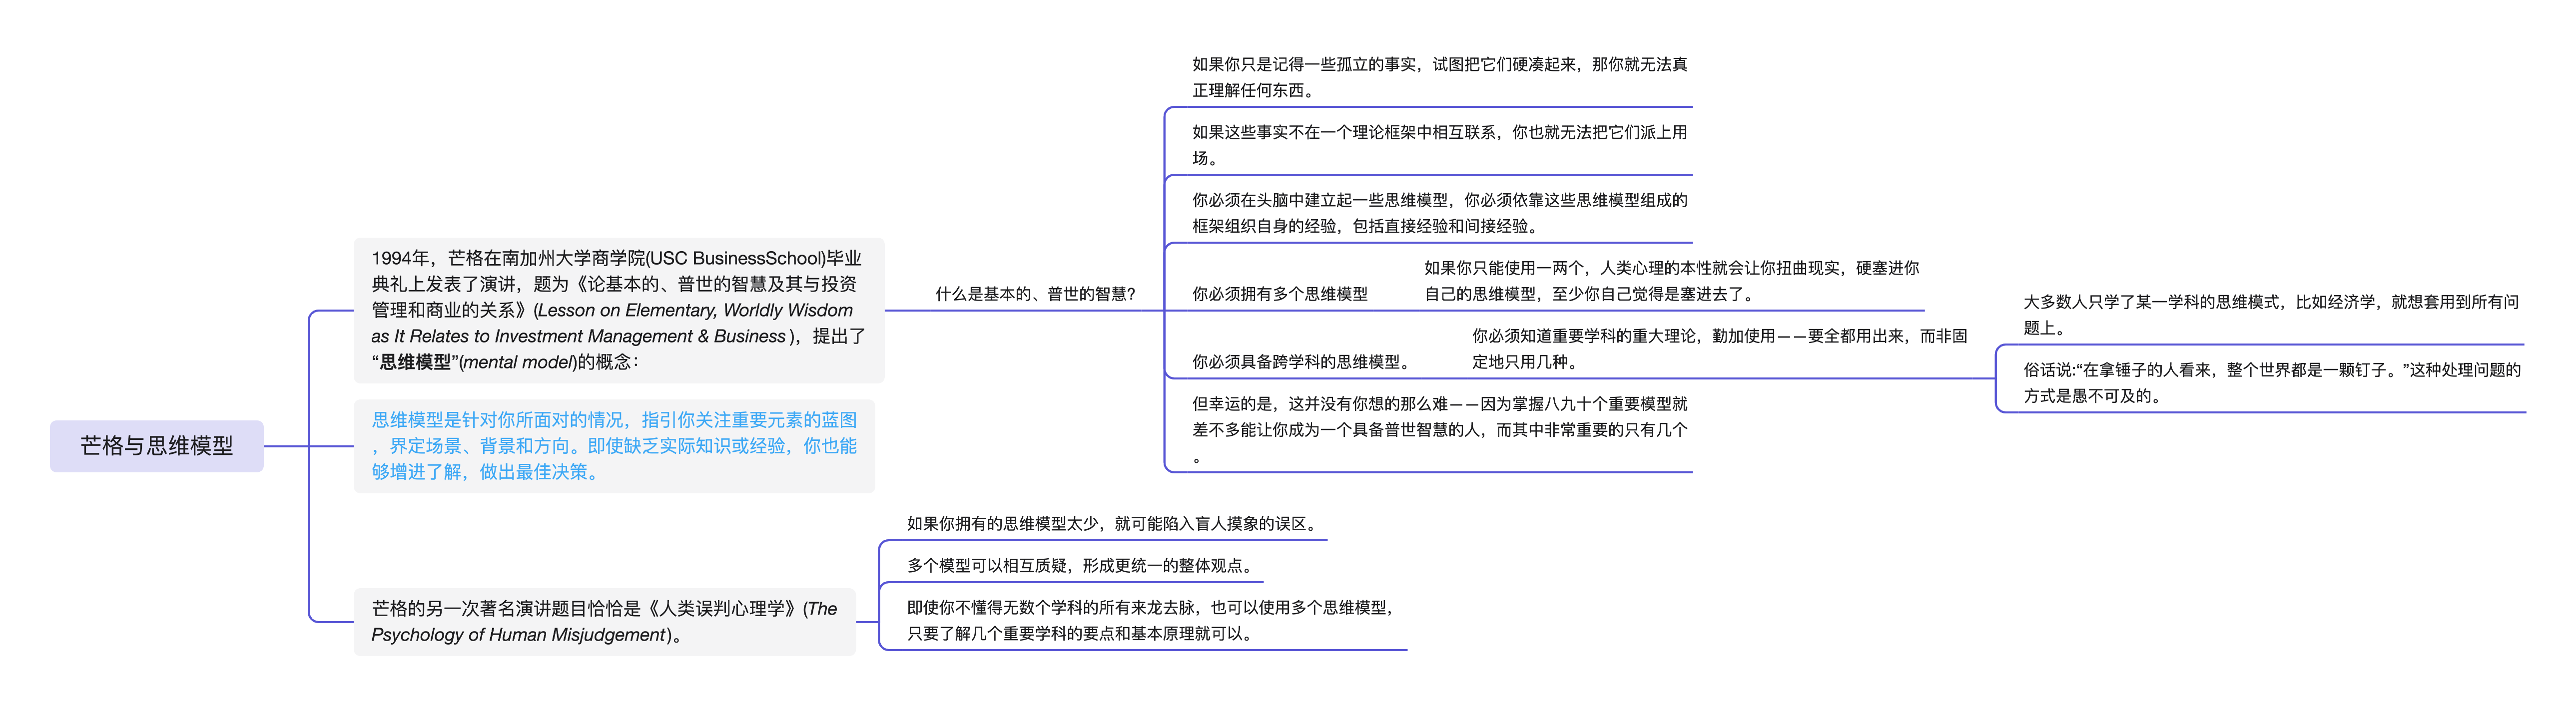 芒格与思维模型
1994年，芒格在南加州大学商学院(USC BusinessSchool)毕业
典礼上发表了演讲，题为《论基本的、普世的智慧及其与投资
管理和商业的关系》(Lesson on Elementary, Worldly Wisdom
as It Relates to Investment Management & Business )，提出了
“思维模型”(mental model)的概念：
什么是基本的、普世的智慧？
如果你只是记得一些孤立的事实，试图把它们硬凑起来，那你就无法真
正理解任何东西。
如果这些事实不在一个理论框架中相互联系，你也就无法把它们派上用
场。
你必须在头脑中建立起一些思维模型，你必须依靠这些思维模型组成的
框架组织自身的经验，包括直接经验和间接经验。
你必须拥有多个思维模型
如果你只能使用一两个，人类心理的本性就会让你扭曲现实，硬塞进你
自己的思维模型，至少你自己觉得是塞进去了。
你必须具备跨学科的思维模型。
你必须知道重要学科的重大理论，勤加使用——要全都用出来，而非固
定地只用几种。
大多数人只学了某一学科的思维模式，比如经济学，就想套用到所有问
题上。
俗话说:“在拿锤子的人看来，整个世界都是一颗钉子。”这种处理问题的
方式是愚不可及的。
但幸运的是，这并没有你想的那么难——因为掌握八九十个重要模型就
差不多能让你成为一个具备普世智慧的人，而其中非常重要的只有几个
。
思维模型是针对你所面对的情况，指引你关注重要元素的蓝图
，界定场景、背景和方向。即使缺乏实际知识或经验，你也能
够增进了解，做出最佳决策。
芒格的另一次著名演讲题目恰恰是《人类误判心理学》(The
Psychology of Human Misjudgement)。
如果你拥有的思维模型太少，就可能陷入盲人摸象的误区。
多个模型可以相互质疑，形成更统一的整体观点。
即使你不懂得无数个学科的所有来龙去脉，也可以使用多个思维模型，
只要了解几个重要学科的要点和基本原理就可以。